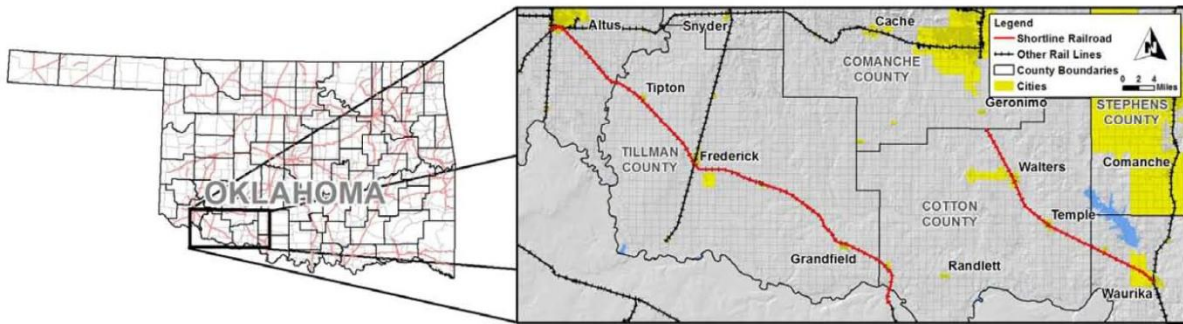 OKLAHOMA
Altus
Snyder
Cache
COMANCHE
COUNTY
Geronimo
Legend
Shortline Railroad
Other Rail Lines
County Boundaries
Cities
N
0 2 4
Miles
STEPHENS
COUNTY
Tipton
TILLMAN
COUNTY
Frederick
Walters
Comanche
COTTON
COUNTY
Temple
Grandfield
Randlett
Waurika